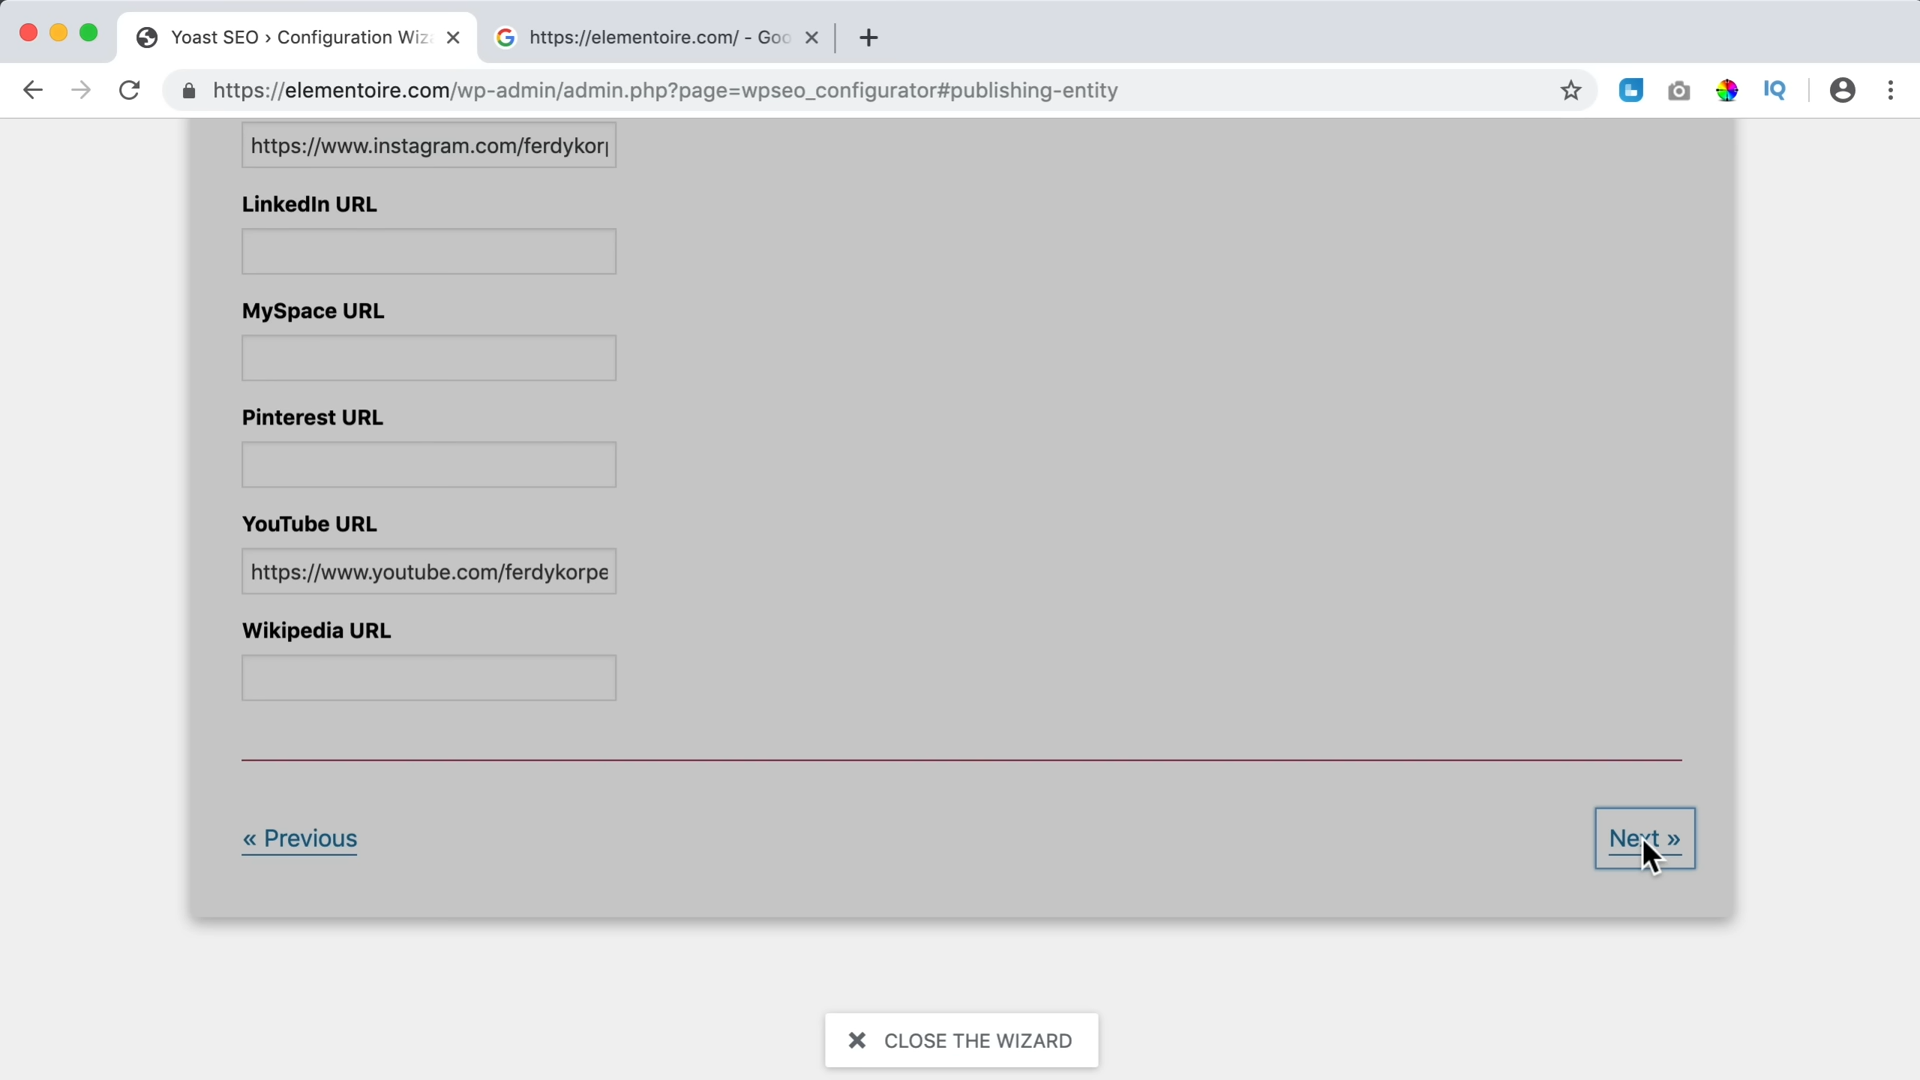 Yoast SEO › Configuration Wiz
https://elementoire.com/ - Goo
https://elementoire.com/wp-admin/admin.php?page=wpseo_configurator#publishing-entity
IQ
https://www.instagram.com/ferdykorp
LinkedIn URL
MySpace URL
Pinterest URL
YouTube URL
https://www.youtube.com/ferdykorpe
Wikipedia URL
« Previous
Next »
CLOSE THE WIZARD